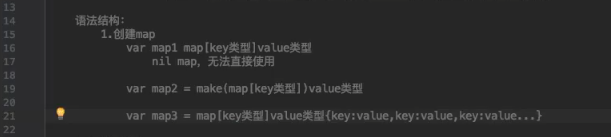 13
14 语法结构：
15 1.创建map
16 var map1 map[key类型]value类型
17 nil map，无法直接使用
18
19 var map2 = make(map[key类型])value类型
20
21 var map3 = map[key类型]value类型{key:value,key:value,key:value...}
22